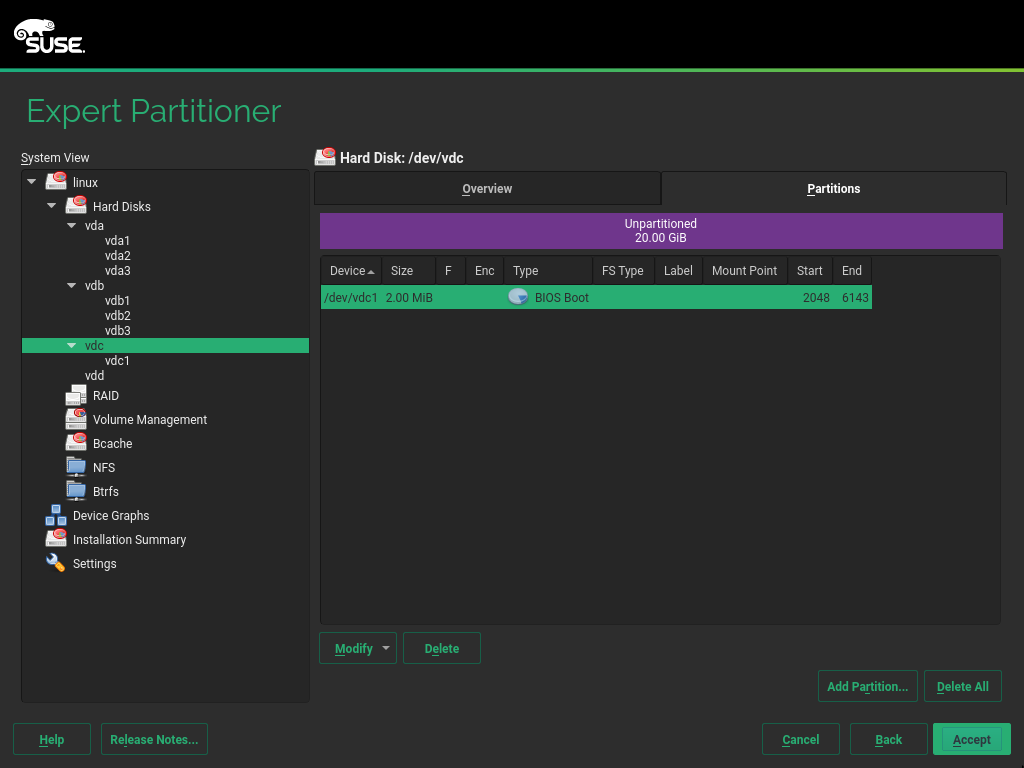 SUSE.
Expert Partitioner
System View
linux
Hard Disks
vda
vda1
vda2
vda3
vdb
vdb1
vdb2
vdb3
vdc
vdc1
vdd
RAID
Volume Management
Bcache
NFS
Btrfs
Device Graphs
Installation Summary
Settings
Hard Disk: /dev/vdc
Overview Partitions
Unpartitioned
20.00 GiB
Device Size F Enc Type FS Type Label Mount Point Start End
/dev/vdc1 2.00 MiB BIOS Boot 2048 6143
Modify Delete
Add Partition... Delete All
Help Release Notes... Cancel Back Accept